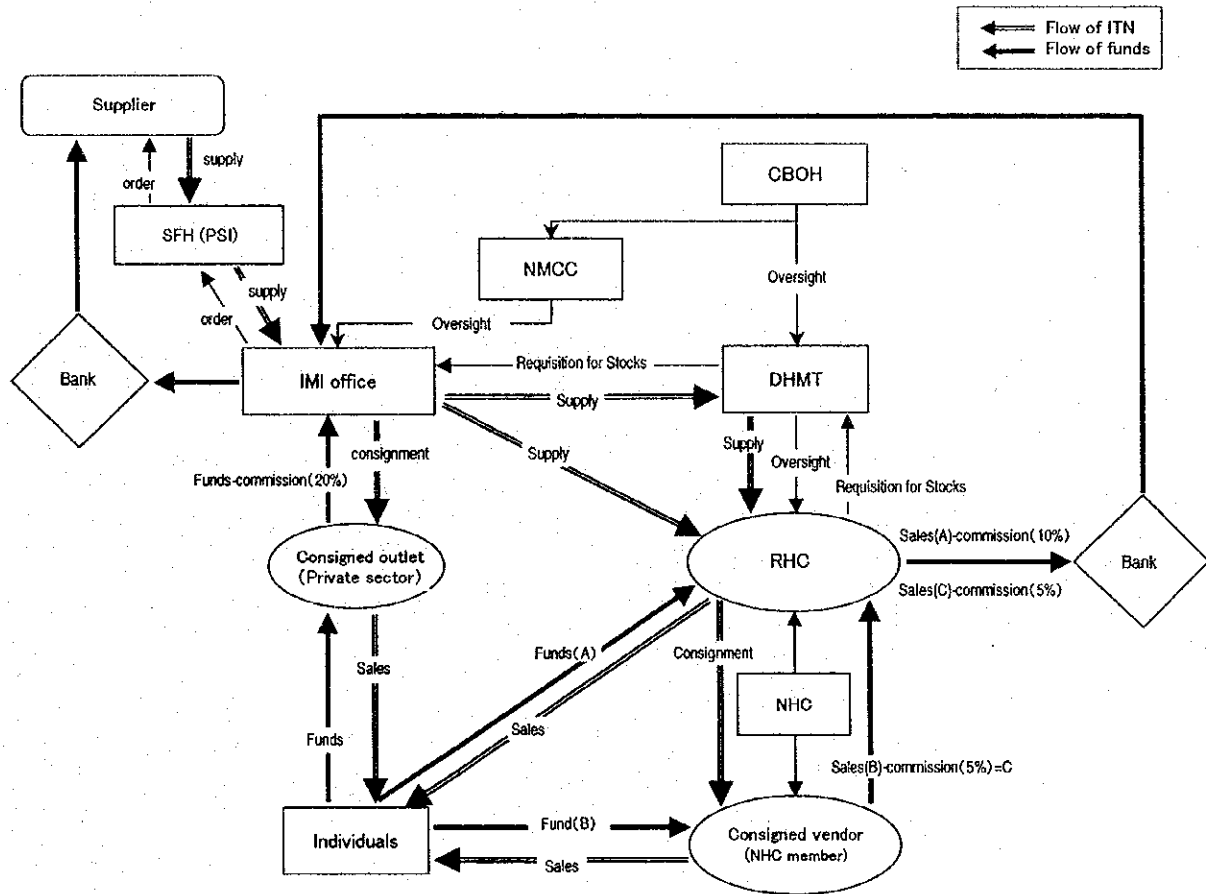 Flow of ITN
Flow of funds
Supplier
supply
order
CBOH
SFH (PSI)
NMCC
Oversight
supply
order
Oversight
Requisition for Stocks
Bank
IMI office
DHMT
Supply
consignment
Supply
Supply
Oversight
Funds-commission(20%)
Requisition for Stocks
Sales(A)-commission(10%)
Consigned outlet
(Private sector)
RHC
Bank
Sales(C)-commission(5%)
Funds(A)
Consignment
Sales
NHC
Sales
Funds
Sales(B)-commission(5%)=C
Fund(B)
Individuals
Consigned vendor
(NHC member)
Sales